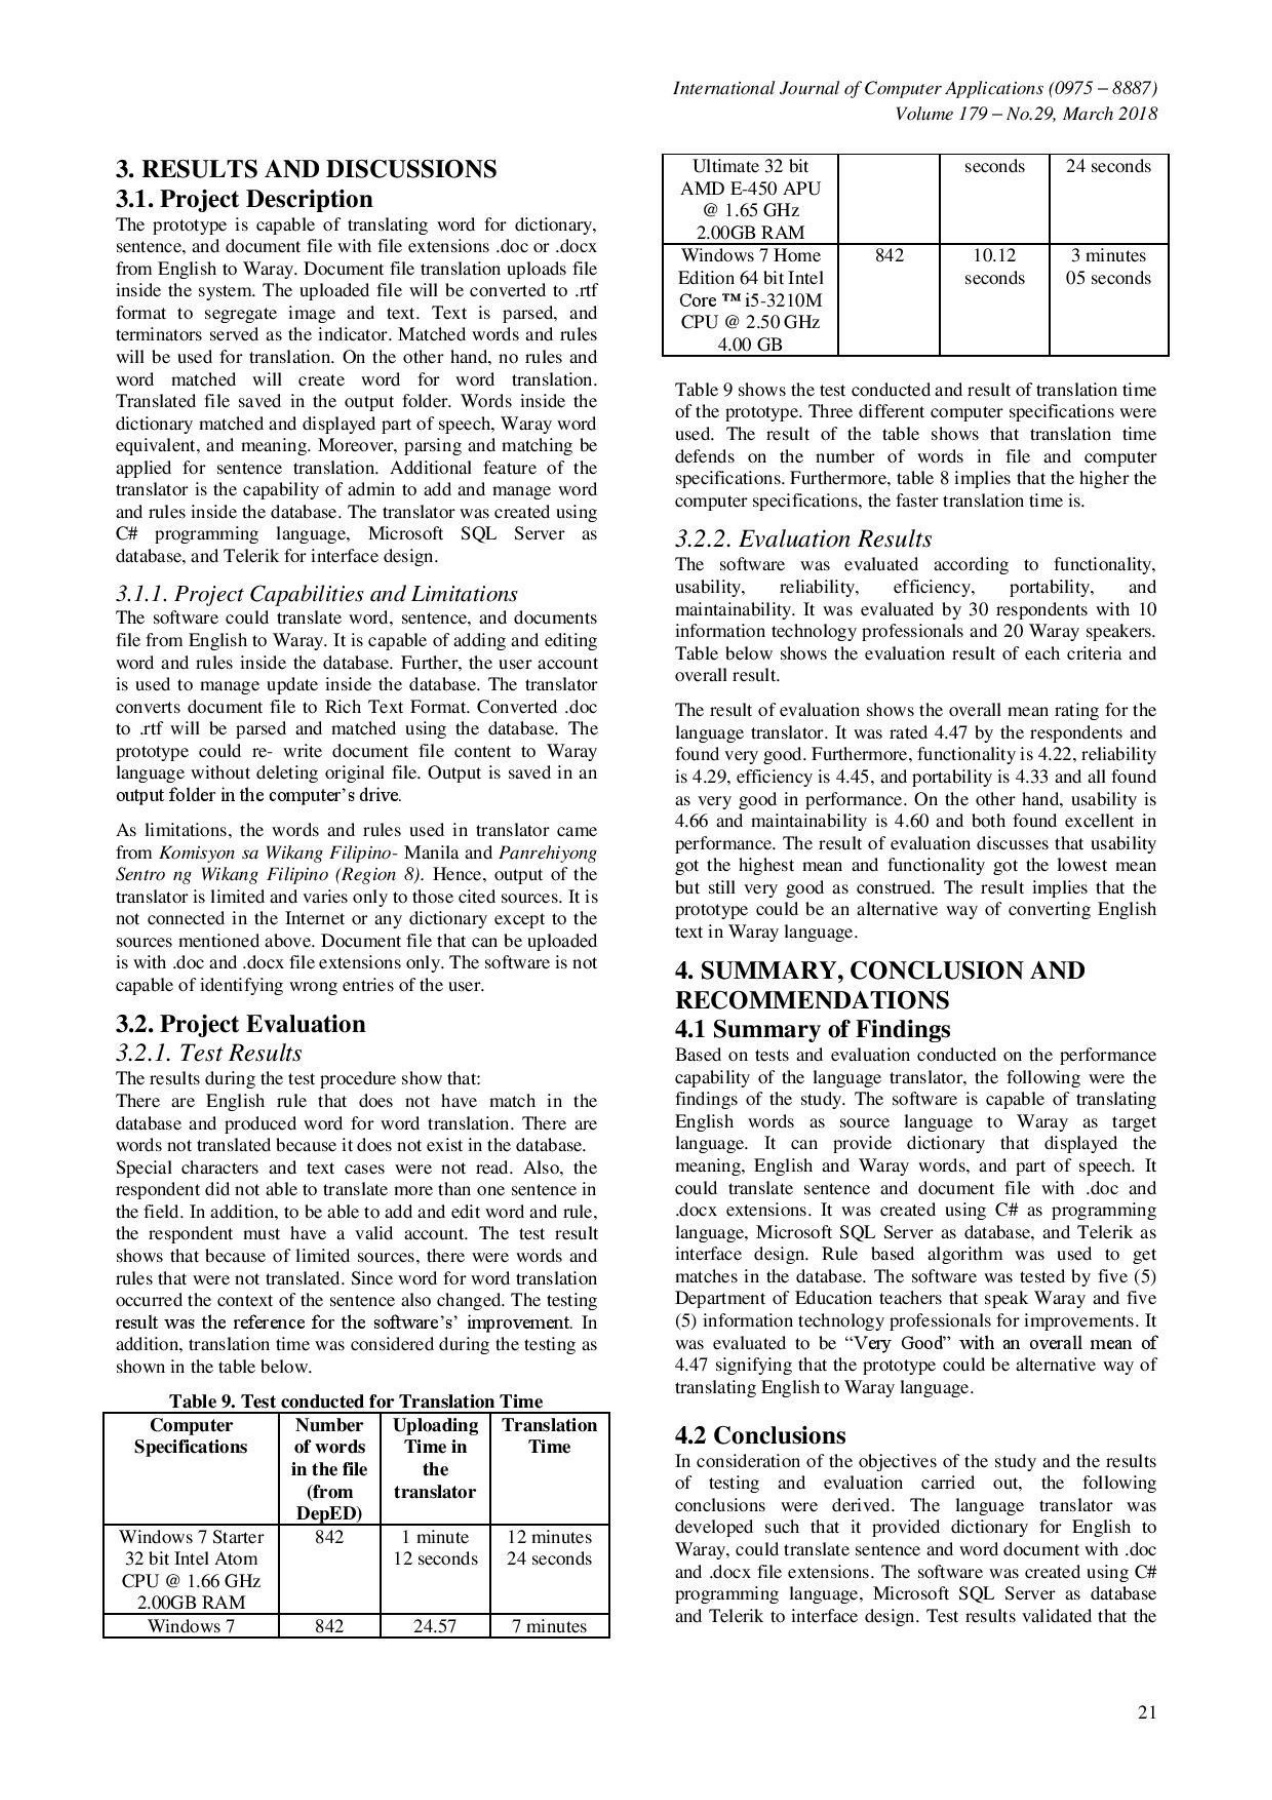 International Journal of Computer Applications (0975 – 8887)
Volume 179 – No.29, March 2018
3. RESULTS AND DISCUSSIONS
3.1. Project Description
The prototype is capable of translating word for dictionary,
sentence, and document file with file extensions .doc or .docx
from English to Waray. Document file translation uploads file
inside the system. The uploaded file will be converted to .rtf
format to segregate image and text. Text is parsed, and
terminators served as the indicator. Matched words and rules
will be used for translation. On the other hand, no rules and
word matched will create word for word translation.
Translated file saved in the output folder. Words inside the
dictionary matched and displayed part of speech, Waray word
equivalent, and meaning. Moreover, parsing and matching be
applied for sentence translation. Additional feature of the
translator is the capability of admin to add and manage word
and rules inside the database. The translator was created using
C# programming language, Microsoft SQL Server as
database, and Telerik for interface design.
3.1.1. Project Capabilities and Limitations
The software could translate word, sentence, and documents
file from English to Waray. It is capable of adding and editing
word and rules inside the database. Further, the user account
is used to manage update inside the database. The translator
converts document file to Rich Text Format. Converted .doc
to .rtf will be parsed and matched using the database. The
prototype could re- write document file content to Waray
language without deleting original file. Output is saved in an
output folder in the computer's drive.
As limitations, the words and rules used in translator came
from Komisyon sa Wikang Filipino- Manila and Panrehiyong
Sentro ng Wikang Filipino (Region 8). Hence, output of the
translator is limited and varies only to those cited sources. It is
not connected in the Internet or any dictionary except to the
sources mentioned above. Document file that can be uploaded
is with .doc and .docx file extensions only. The software is not
capable of identifying wrong entries of the user.
3.2. Project Evaluation
3.2.1. Test Results
The results during the test procedure show that:
There are English rule that does not have match in the
database and produced word for word translation. There are
words not translated because it does not exist in the database.
Special characters and text cases were not read. Also, the
respondent did not able to translate more than one sentence in
the field. In addition, to be able to add and edit word and rule,
the respondent must have a valid account. The test result
shows that because of limited sources, there were words and
rules that were not translated. Since word for word translation
occurred the context of the sentence also changed. The testing
result was the reference for the software's' improvement. In
addition, translation time was considered during the testing as
shown in the table below.
Table 9. Test conducted for Translation Time
Computer Number Uploading Translation
Specifications of words Time in Time
in the file the
(from translator
DepED)
Windows 7 Starter 842 1 minute 12 minutes
32 bit Intel Atom 12 seconds 24 seconds
CPU @ 1.66 GHz
2.00GB RAM
Windows 7 842 24.57 7 minutes
Ultimate 32 bit seconds 24 seconds
AMD E-450 APU
@ 1.65 GHz
2.00GB RAM
Windows 7 Home 842 10.12 3 minutes
Edition 64 bit Intel seconds 05 seconds
Core ™ i5-3210M
CPU @ 2.50 GHz
4.00 GB
Table 9 shows the test conducted and result of translation time
of the prototype. Three different computer specifications were
used. The result of the table shows that translation time
defends on the number of words in file and computer
specifications. Furthermore, table 8 implies that the higher the
computer specifications, the faster translation time is.
3.2.2. Evaluation Results
The software was evaluated according to functionality,
usability, reliability, efficiency, portability, and
maintainability. It was evaluated by 30 respondents with 10
information technology professionals and 20 Waray speakers.
Table below shows the evaluation result of each criteria and
overall result.
The result of evaluation shows the overall mean rating for the
language translator. It was rated 4.47 by the respondents and
found very good. Furthermore, functionality is 4.22, reliability
is 4.29, efficiency is 4.45, and portability is 4.33 and all found
as very good in performance. On the other hand, usability is
4.66 and maintainability is 4.60 and both found excellent in
performance. The result of evaluation discusses that usability
got the highest mean and functionality got the lowest mean
but still very good as construed. The result implies that the
prototype could be an alternative way of converting English
text in Waray language.
4. SUMMARY, CONCLUSION AND
RECOMMENDATIONS
4.1 Summary of Findings
Based on tests and evaluation conducted on the performance
capability of the language translator, the following were the
findings of the study. The software is capable of translating
English words as source language to Waray as target
language. It can provide dictionary that displayed the
meaning, English and Waray words, and part of speech. It
could translate sentence and document file with .doc and
.docx extensions. It was created using C# as programming
language, Microsoft SQL Server as database, and Telerik as
interface design. Rule based algorithm was used to get
matches in the database. The software was tested by five (5)
Department of Education teachers that speak Waray and five
(5) information technology professionals for improvements. It
was evaluated to be “Very Good” with an overall mean of
4.47 signifying that the prototype could be alternative way of
translating English to Waray language.
4.2 Conclusions
In consideration of the objectives of the study and the results
of testing and evaluation carried out, the following
conclusions were derived. The language translator was
developed such that it provided dictionary for English to
Waray, could translate sentence and word document with .doc
and .docx file extensions. The software was created using C#
programming language, Microsoft SQL Server as database
and Telerik to interface design. Test results validated that the
21